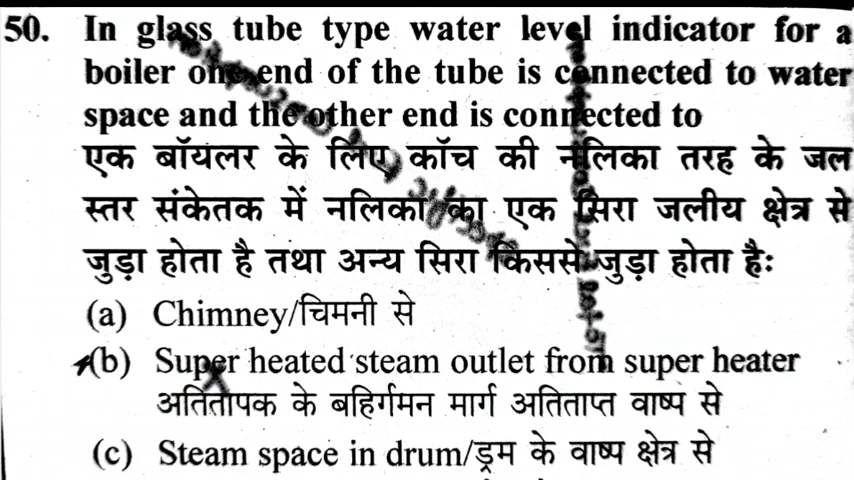 50. In glass tube type water level indicator for a
boiler one end of the tube is connected to water
space and the other end is connected to
एक बॉयलर के लिए काँच की नलिका तरह के जल
स्तर संकेतक में नलिका का एक सिरा जलीय क्षेत्र से
जुड़ा होता है तथा अन्य सिरा किससे जुड़ा होता हैः
(a) Chimney/चिमनी से
(b) Super heated steam outlet from super heater
अतितापक के बहिर्गमन मार्ग अतिताप्त वाष्प से
(c) Steam space in drum/ड्रम के वाष्प क्षेत्र से